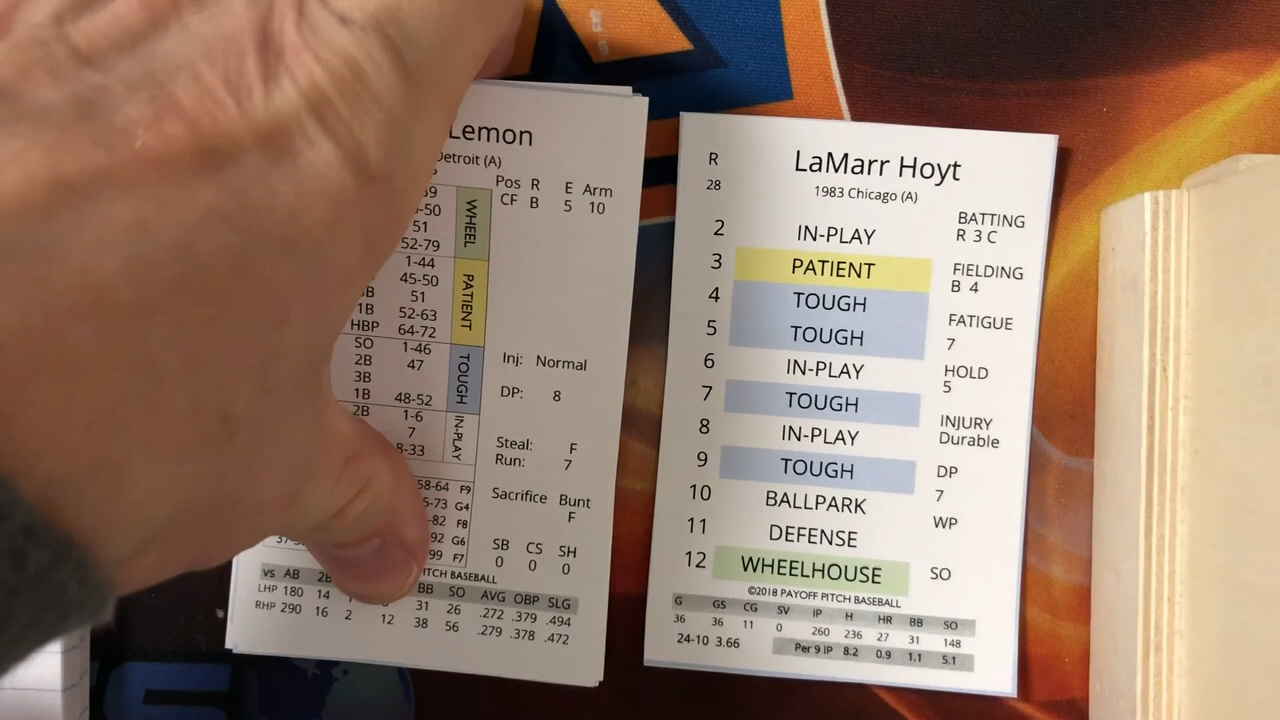 Lemon
Detroit (A)
Pos R E Arm
CF B 5 10
51
52-79
WHEEL
1-44
45-50
51
1B 52-63
HBP 64-72
PATIENT
SO 1-46
2B 47
3B
1B 48-52
TOUGH
2B 1-6
7
8-33
IN-PLAY
58-64 F9
G4
F8
G6
F7
Inj: Normal
DP: 8
Steal: F
Run: 7
Sacrifice Bunt
F
SB CS SH
0 0 0
PITCH BASEBALL
vs AB 2B BB SO AVG OBP SLG
LHP 180 14 31 26 .272 .379 .494
RHP 290 16 2 12 38 56 .279 .378 .472
R
28
LaMarr Hoyt
1983 Chicago (A)
2 IN-PLAY
3 PATIENT
4 TOUGH
5 TOUGH
6 IN-PLAY
7 TOUGH
8 IN-PLAY
9 TOUGH
10 BALLPARK
11 DEFENSE
12 WHEELHOUSE
BATTING
R 3 C
FIELDING
B 4
FATIGUE
7
HOLD
5
INJURY
Durable
DP
7
WP
SO
©2018 PAYOFF PITCH BASEBALL
G GS CG SV IP H HR BB SO
36 36 11 0 260 236 27 31 148
24-10 3.66 Per 9 IP 8.2 0.9 1.1 5.1